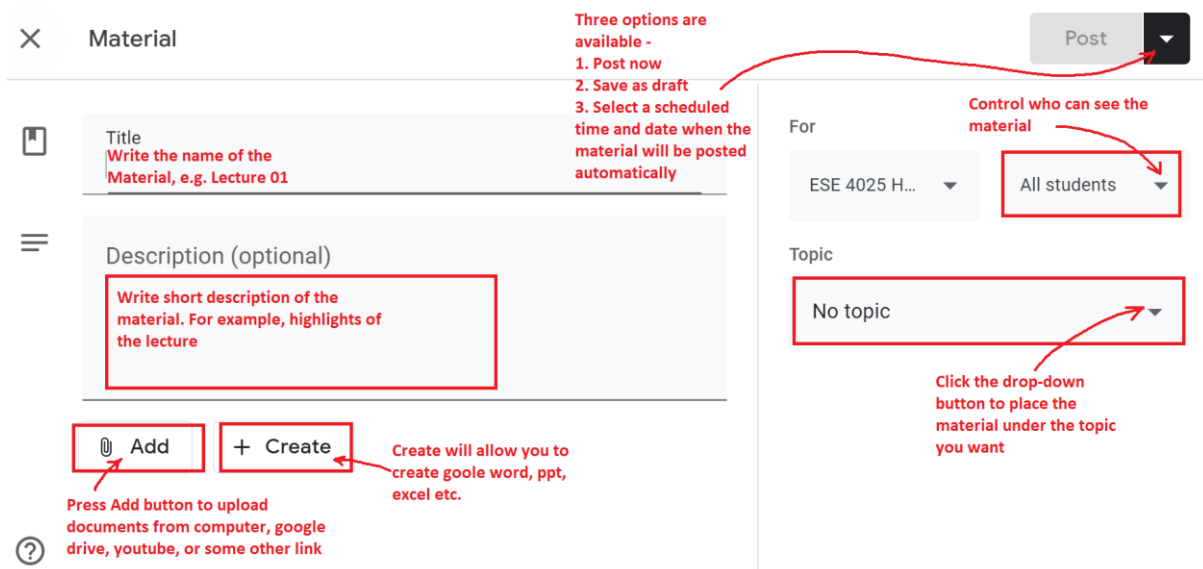 Material
Three options are
available -
1. Post now
2. Save as draft
3. Select a scheduled
time and date when the
material will be posted
automatically
Post
Title
Write the name of the
Material, e.g. Lecture 01
Description (optional)
Write short description of the
material. For example, highlights of
the lecture
Add
+ Create
Press Add button to upload
documents from computer, google
drive, youtube, or some other link
Create will allow you to
create goole word, ppt,
excel etc.
Control who can see the
material
For
ESE 4025 H...
All students
Topic
No topic
Click the drop-down
button to place the
material under the topic
you want